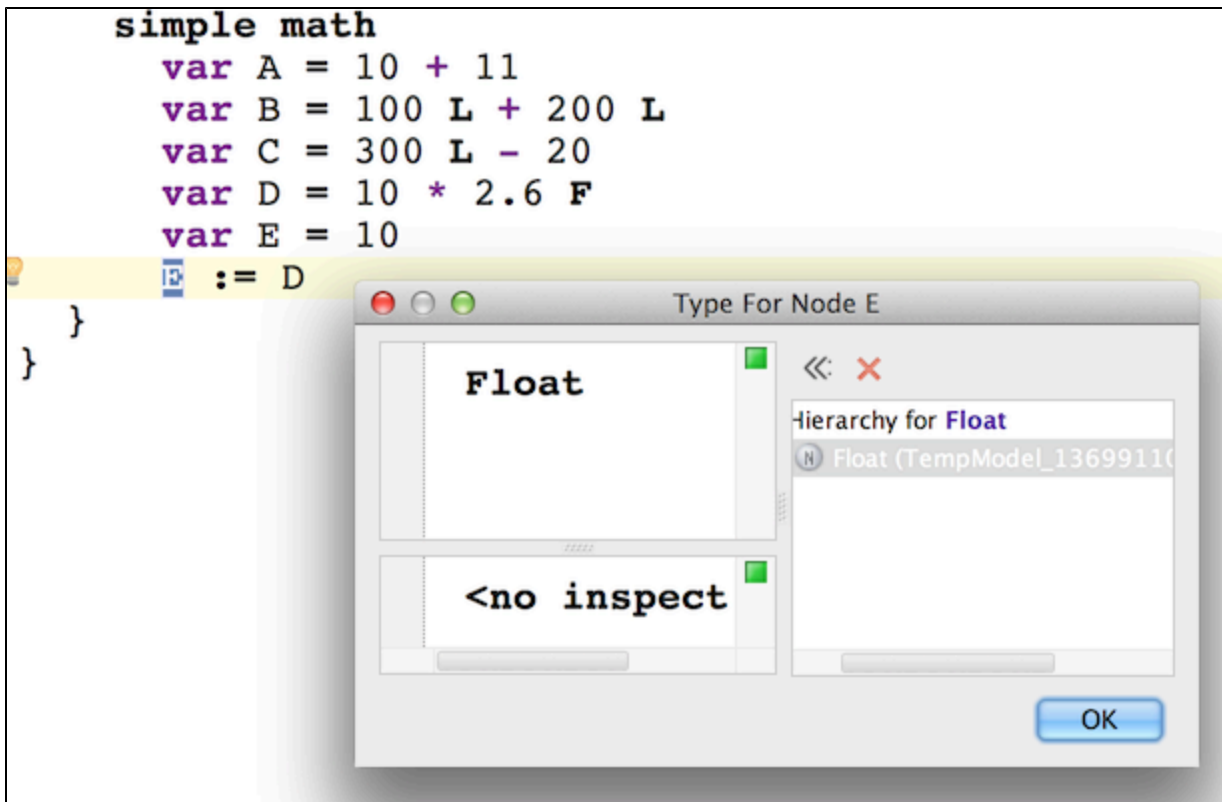 simple math
var A = 10 + 11
var B = 100 L + 200 L
var C = 300 L - 20
var D = 10 * 2.6 F
var E = 10
E := D
}
}
Type For Node E
Float
<no inspect
Hierarchy for Float
N Float (TempModel_13699110
OK